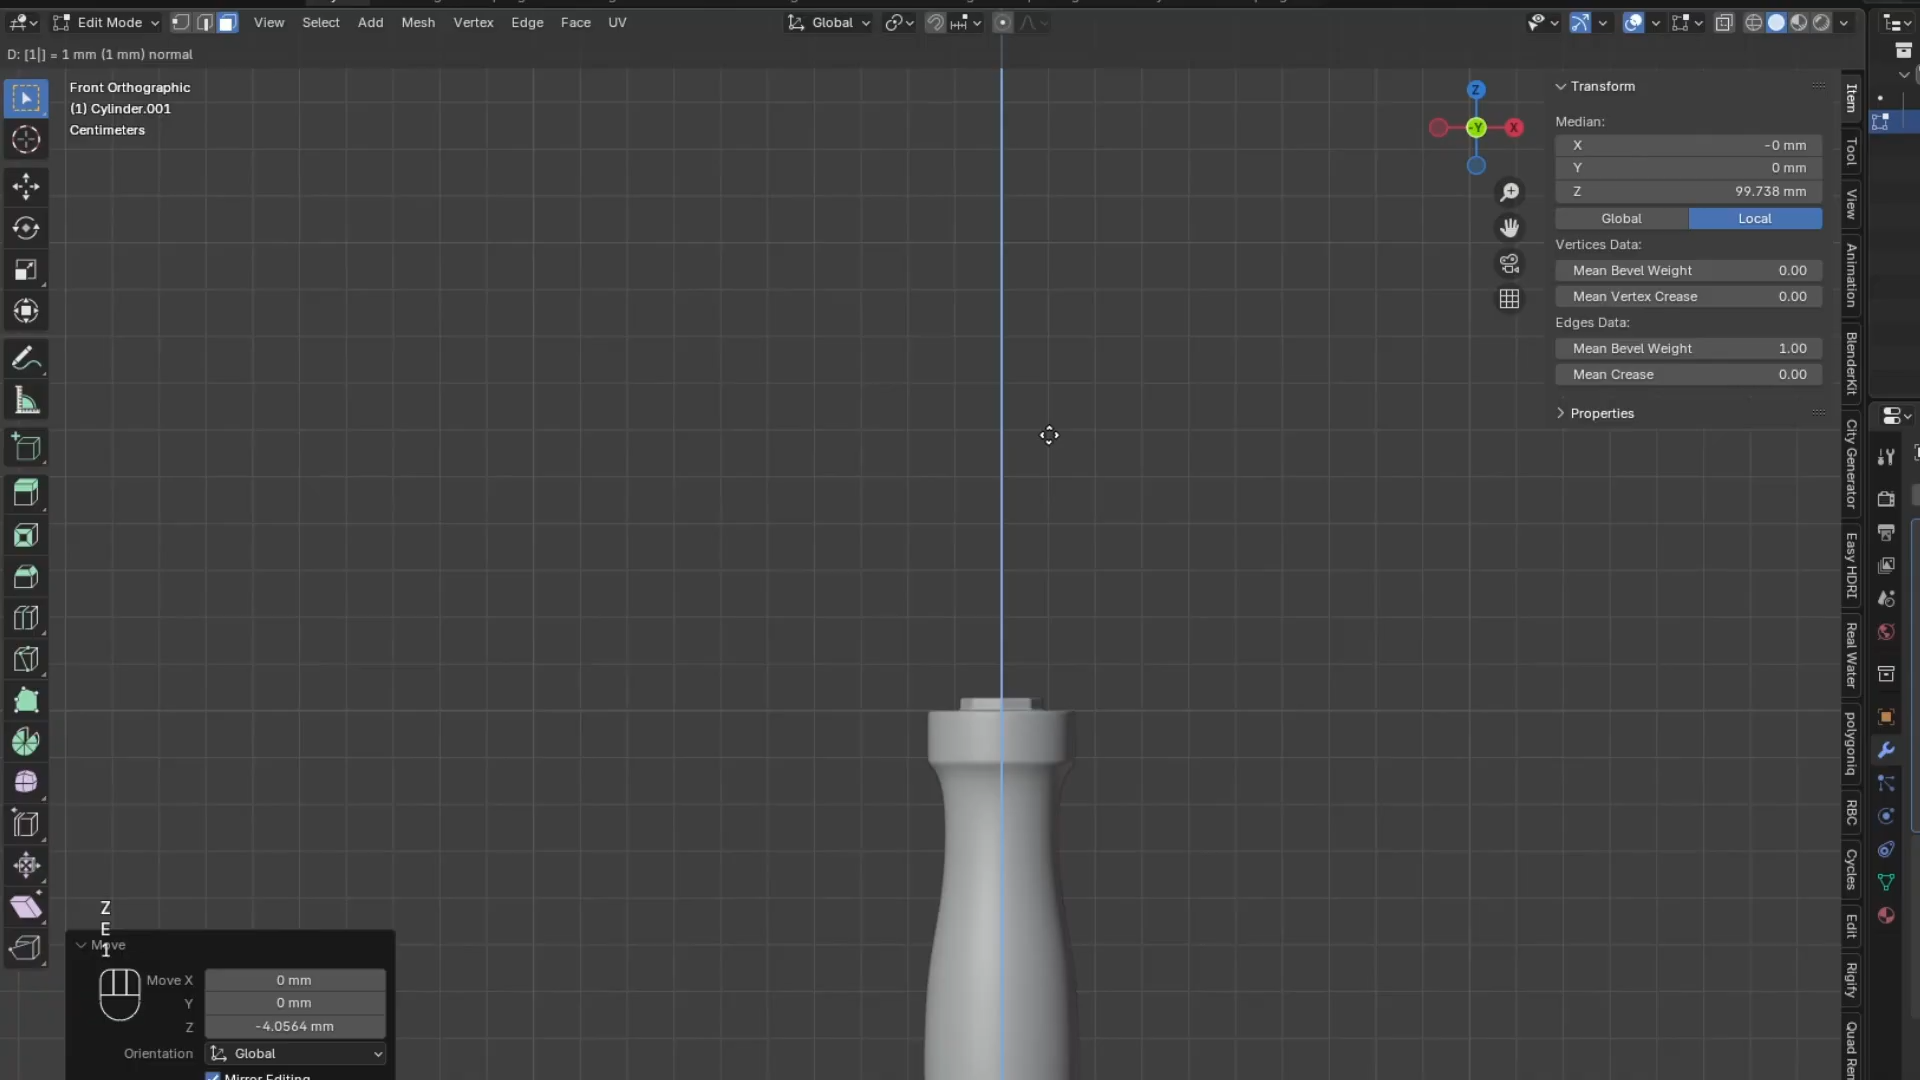 Edit Mode
View
Select
Add
Mesh
Vertex
Edge
Face
UV
Global
D: [1|] = 1 mm (1 mm) normal
Front Orthographic
(1) Cylinder.001
Centimeters
Z
-Y
X
Transform
Median:
X -0 mm
Y 0 mm
Z 99.738 mm
Global Local
Vertices Data:
Mean Bevel Weight 0.00
Mean Vertex Crease 0.00
Edges Data:
Mean Bevel Weight 1.00
Mean Crease 0.00
Properties
Item
Tool
View
Animation
BlenderKit
City Generator
Easy HDRI
Real Water
polygoniq
RBC
Cycles
Edit
Rigify
Z
E
1
Move
Move X 0 mm
Y 0 mm
Z -4.0564 mm
Orientation Global
Mirror Editing